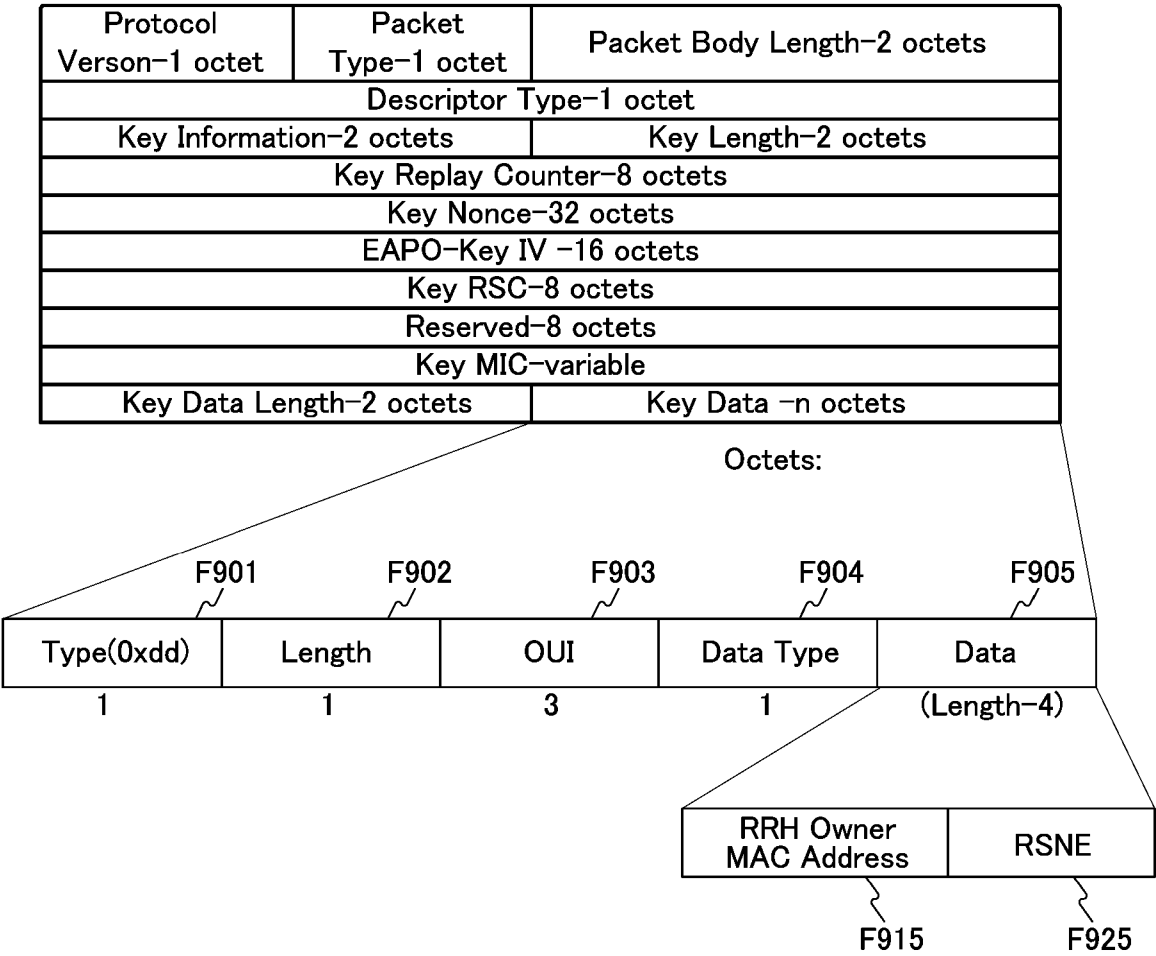 Protocol
Verson-1 octet
Packet
Type-1 octet
Packet Body Length-2 octets
Descriptor Type-1 octet
Key Information-2 octets
Key Length-2 octets
Key Replay Counter-8 octets
Key Nonce-32 octets
EAPO-Key IV -16 octets
Key RSC-8 octets
Reserved-8 octets
Key MIC-variable
Key Data Length-2 octets
Key Data -n octets
Octets:
F901
F902
F903
F904
F905
Type(0xdd)
Length
OUI
Data Type
Data
1
1
3
1
(Length-4)
RRH Owner
MAC Address
RSNE
F915
F925